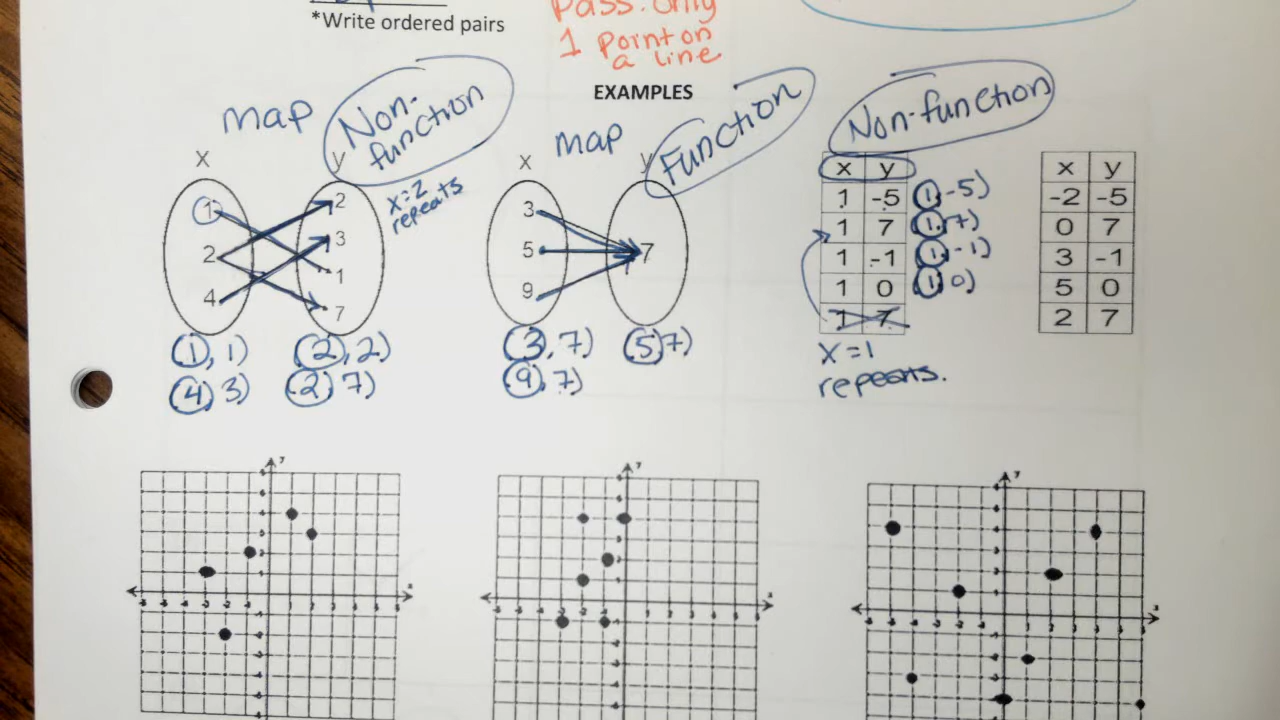 *Write ordered pairs
Pass. only
1 point on
a line
EXAMPLES
map
Non-
function
x
y
1
2
4
2
3
1
7
x=2
repeats
(1, 1)
(2, 2)
(4, 3)
(2, 7)
map
Function
x
y
3
5
9
7
(3, 7)
(5, 7)
(9, 7)
Non-function
x y
1 -5 (1, -5)
1 7 (1, 7)
1 -1 (1, -1)
1 0 (1, 0)
1 7
x=1
repeats.
x y
-2 -5
0 7
3 -1
5 0
2 7
y
x
y
x
y
x